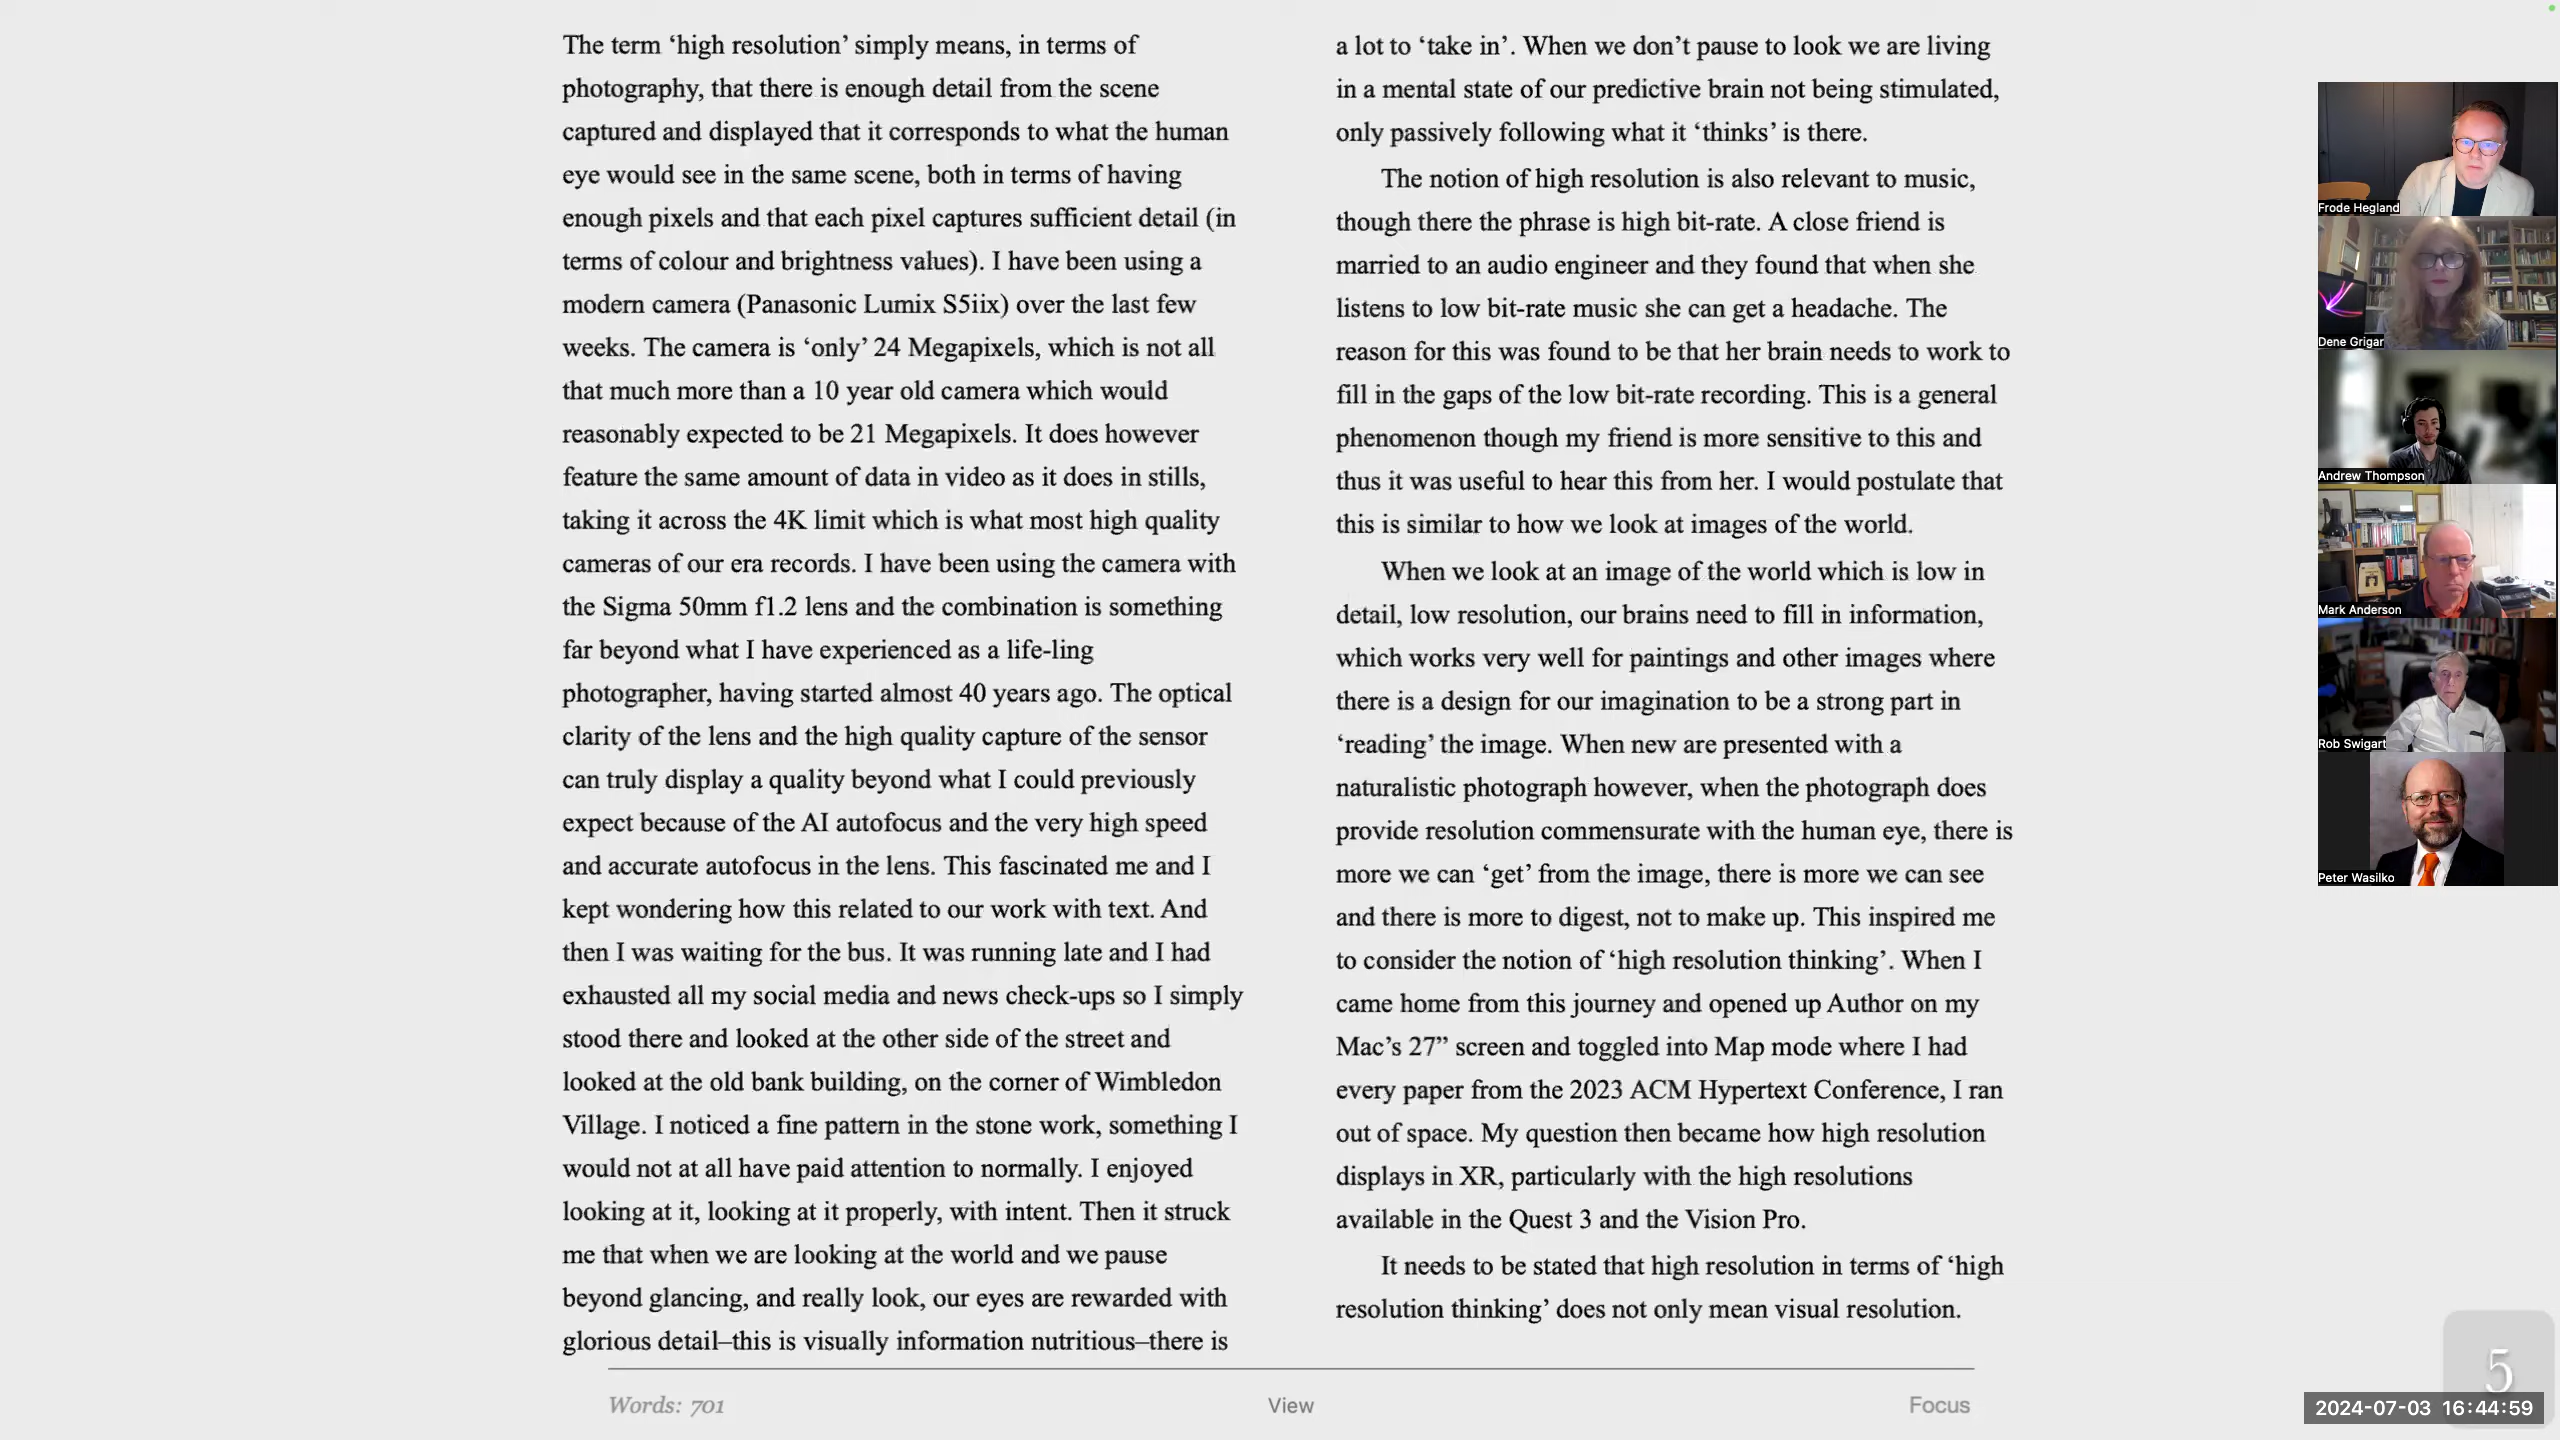 The term ‘high resolution’ simply means, in terms of
photography, that there is enough detail from the scene
captured and displayed that it corresponds to what the human
eye would see in the same scene, both in terms of having
enough pixels and that each pixel captures sufficient detail (in
terms of colour and brightness values). I have been using a
modern camera (Panasonic Lumix S5iix) over the last few
weeks. The camera is ‘only’ 24 Megapixels, which is not all
that much more than a 10 year old camera which would
reasonably expected to be 21 Megapixels. It does however
feature the same amount of data in video as it does in stills,
taking it across the 4K limit which is what most high quality
cameras of our era records. I have been using the camera with
the Sigma 50mm f1.2 lens and the combination is something
far beyond what I have experienced as a life-ling
photographer, having started almost 40 years ago. The optical
clarity of the lens and the high quality capture of the sensor
can truly display a quality beyond what I could previously
expect because of the AI autofocus and the very high speed
and accurate autofocus in the lens. This fascinated me and I
kept wondering how this related to our work with text. And
then I was waiting for the bus. It was running late and I had
exhausted all my social media and news check-ups so I simply
stood there and looked at the other side of the street and
looked at the old bank building, on the corner of Wimbledon
Village. I noticed a fine pattern in the stone work, something I
would not at all have paid attention to normally. I enjoyed
looking at it, looking at it properly, with intent. Then it struck
me that when we are looking at the world and we pause
beyond glancing, and really look, our eyes are rewarded with
glorious detail–this is visually information nutritious–there is
a lot to ‘take in’. When we don’t pause to look we are living
in a mental state of our predictive brain not being stimulated,
only passively following what it ‘thinks’ is there.
The notion of high resolution is also relevant to music,
though there the phrase is high bit-rate. A close friend is
married to an audio engineer and they found that when she
listens to low bit-rate music she can get a headache. The
reason for this was found to be that her brain needs to work to
fill in the gaps of the low bit-rate recording. This is a general
phenomenon though my friend is more sensitive to this and
thus it was useful to hear this from her. I would postulate that
this is similar to how we look at images of the world.
When we look at an image of the world which is low in
detail, low resolution, our brains need to fill in information,
which works very well for paintings and other images where
there is a design for our imagination to be a strong part in
‘reading’ the image. When new are presented with a
naturalistic photograph however, when the photograph does
provide resolution commensurate with the human eye, there is
more we can ‘get’ from the image, there is more we can see
and there is more to digest, not to make up. This inspired me
to consider the notion of ‘high resolution thinking’. When I
came home from this journey and opened up Author on my
Mac’s 27” screen and toggled into Map mode where I had
every paper from the 2023 ACM Hypertext Conference, I ran
out of space. My question then became how high resolution
displays in XR, particularly with the high resolutions
available in the Quest 3 and the Vision Pro.
It needs to be stated that high resolution in terms of ‘high
resolution thinking’ does not only mean visual resolution.
Words: 701
View
Focus
Frode Hegland
Dene Grigar
Andrew Thompson
Mark Anderson
Rob Swigart
Peter Wasilko
5
2024-07-03 16:44:59